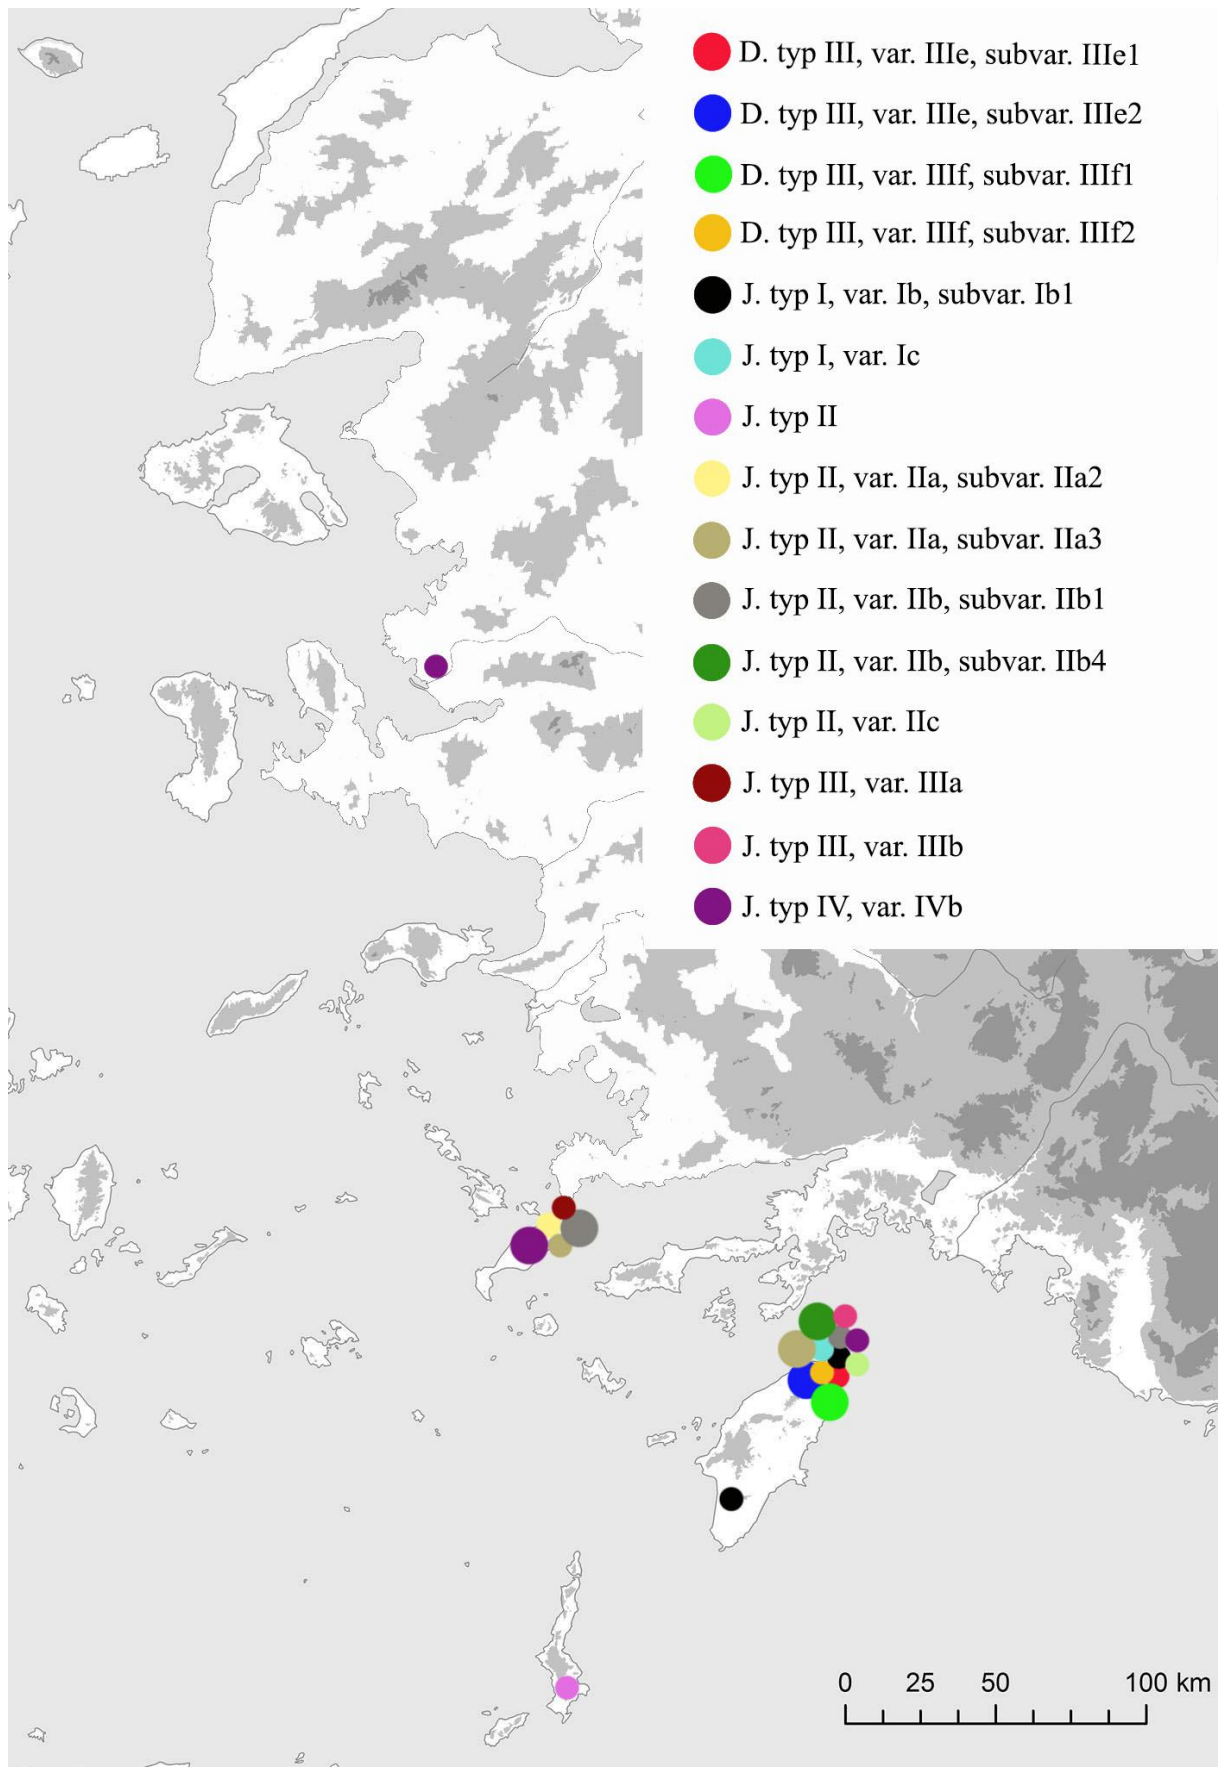 D. typ III, var. IIIe, subvar. IIIe1
D. typ III, var. IIIe, subvar. IIIe2
D. typ III, var. IIIf, subvar. IIIf1
D. typ III, var. IIIf, subvar. IIIf2
J. typ I, var. Ib, subvar. Ib1
J. typ I, var. Ic
J. typ II
J. typ II, var. IIa, subvar. IIa2
J. typ II, var. IIa, subvar. IIa3
J. typ II, var. IIb, subvar. IIb1
J. typ II, var. IIb, subvar. IIb4
J. typ II, var. IIc
J. typ III, var. IIIa
J. typ III, var. IIIb
J. typ IV, var. IVb
0 25 50 100 km